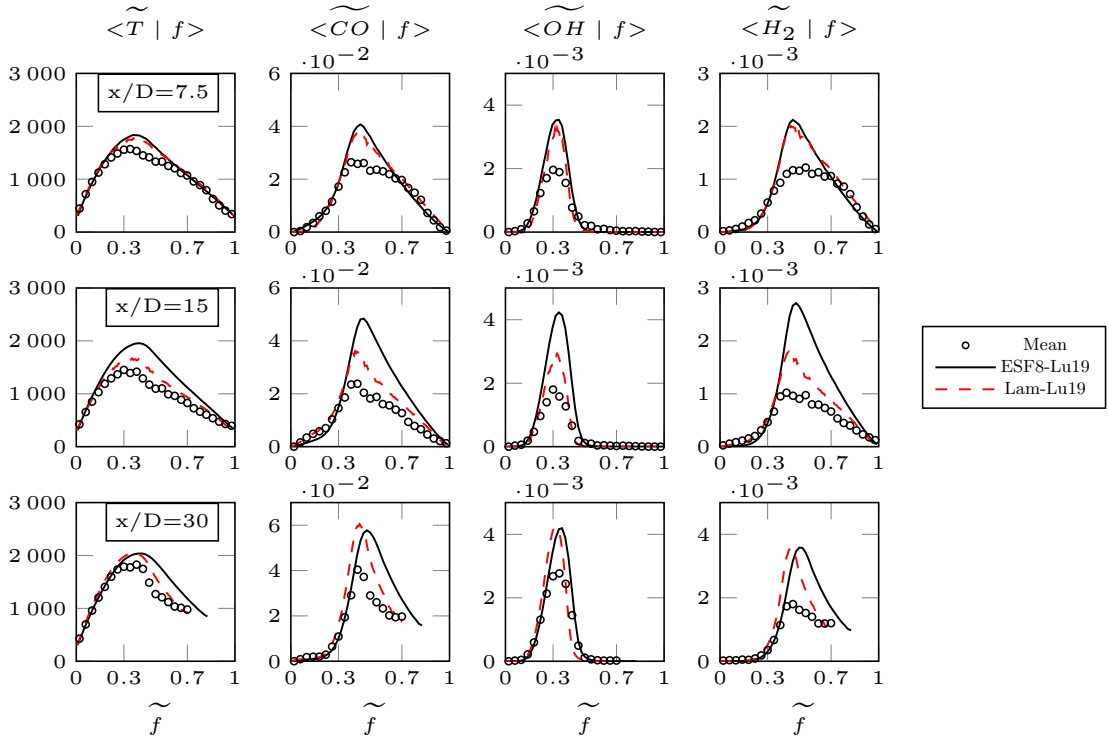 <T | f> <CO | f> <OH | f> <H₂ | f>
·10⁻² ·10⁻³ ·10⁻³
3 000 6 6 3
x/D=7.5
2 000 4 4 2
1 000 2 2 1
0 0 0 0
0 0.3 0.7 1 0 0.3 0.7 1 0 0.3 0.7 1 0 0.3 0.7 1
·10⁻² ·10⁻³ ·10⁻³
3 000 6 6 3
x/D=15
2 000 4 4 2
1 000 2 2 1
0 0 0 0
0 0.3 0.7 1 0 0.3 0.7 1 0 0.3 0.7 1 0 0.3 0.7 1
Mean
ESF8-Lu19
Lam-Lu19
·10⁻² ·10⁻³ ·10⁻³
3 000 6
x/D=30
2 000 4 4 4
1 000 2 2 2
0 0 0 0
0 0.3 0.7 1 0 0.3 0.7 1 0 0.3 0.7 1 0 0.3 0.7 1
f f f f